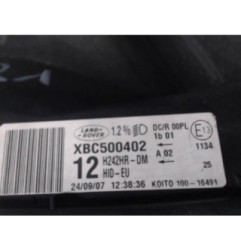 LAND ROVER 1.2% DC/R 00PL E13
1b 01
XBC500402 1134
A 02
12 H242HR-DM 25
HID-EU
24/09/07 12:38:36 KOITO 100-16491